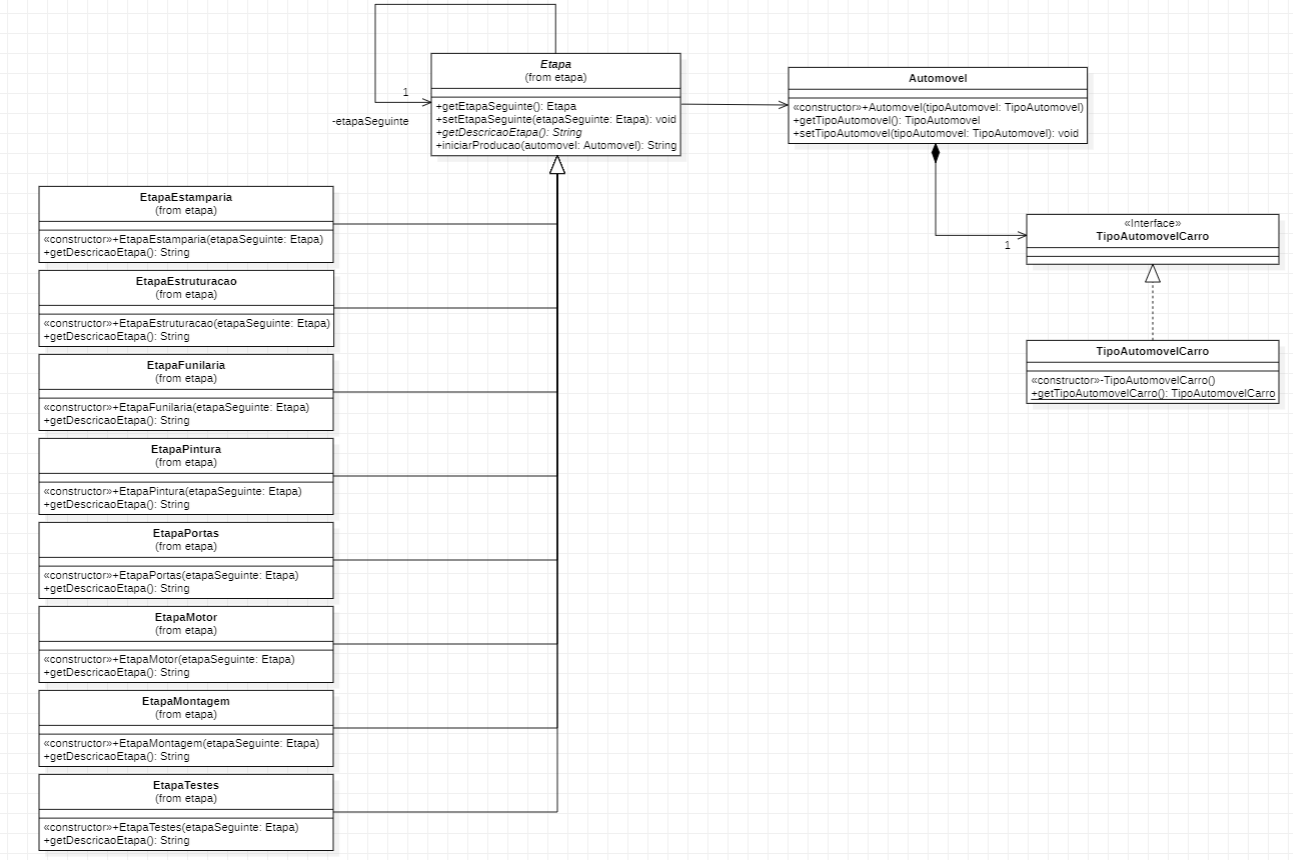 Etapa
(from etapa)
+getEtapaSeguinte(): Etapa
+setEtapaSeguinte(etapaSeguinte: Etapa): void
+getDescricaoEtapa(): String
+iniciarProducao(automovel: Automovel): String
1
-etapaSeguinte
Automovel
«constructor»+Automovel(tipoAutomovel: TipoAutomovel)
+getTipoAutomovel(): TipoAutomovel
+setTipoAutomovel(tipoAutomovel: TipoAutomovel): void
1
«Interface»
TipoAutomovelCarro
TipoAutomovelCarro
«constructor»-TipoAutomovelCarro()
+getTipoAutomovelCarro(): TipoAutomovelCarro
EtapaEstamparia
(from etapa)
«constructor»+EtapaEstamparia(etapaSeguinte: Etapa)
+getDescricaoEtapa(): String
EtapaEstruturacao
(from etapa)
«constructor»+EtapaEstruturacao(etapaSeguinte: Etapa)
+getDescricaoEtapa(): String
EtapaFunilaria
(from etapa)
«constructor»+EtapaFunilaria(etapaSeguinte: Etapa)
+getDescricaoEtapa(): String
EtapaPintura
(from etapa)
«constructor»+EtapaPintura(etapaSeguinte: Etapa)
+getDescricaoEtapa(): String
EtapaPortas
(from etapa)
«constructor»+EtapaPortas(etapaSeguinte: Etapa)
+getDescricaoEtapa(): String
EtapaMotor
(from etapa)
«constructor»+EtapaMotor(etapaSeguinte: Etapa)
+getDescricaoEtapa(): String
EtapaMontagem
(from etapa)
«constructor»+EtapaMontagem(etapaSeguinte: Etapa)
+getDescricaoEtapa(): String
EtapaTestes
(from etapa)
«constructor»+EtapaTestes(etapaSeguinte: Etapa)
+getDescricaoEtapa(): String